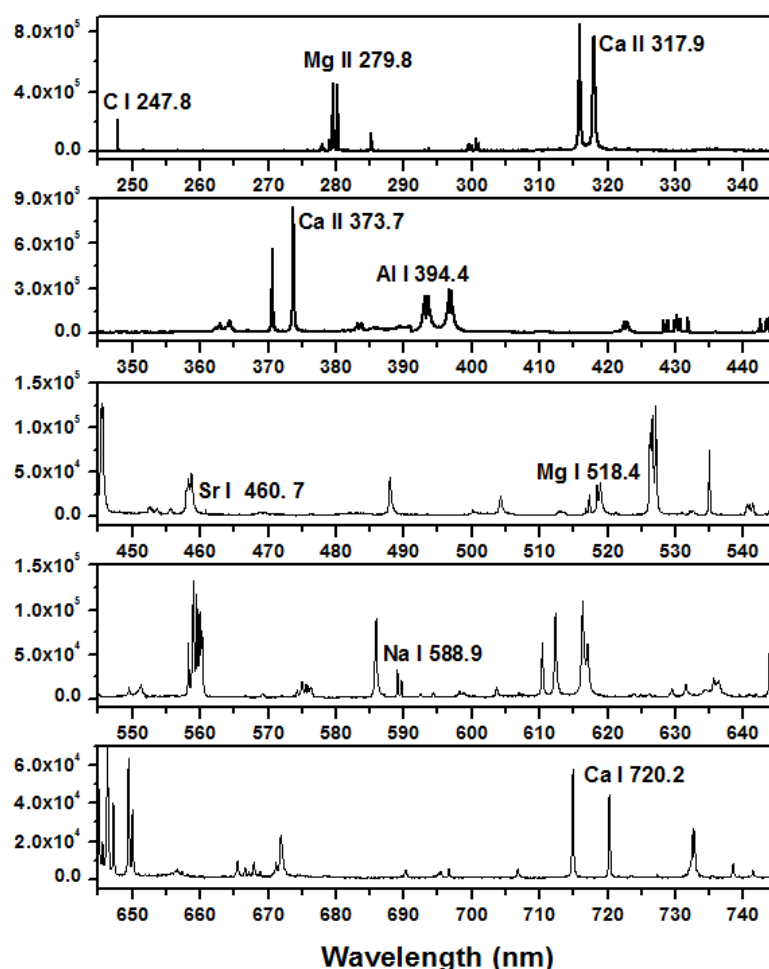 8.0x10⁵
4.0x10⁵
0.0
C I 247.8
Mg II 279.8
Ca II 317.9
250 260 270 280 290 300 310 320 330 340
9.0x10⁵
6.0x10⁵
3.0x10⁵
0.0
Ca II 373.7
Al I 394.4
350 360 370 380 390 400 410 420 430 440
1.5x10⁵
1.0x10⁵
5.0x10⁴
0.0
Sr I 460. 7
Mg I 518.4
450 460 470 480 490 500 510 520 530 540
1.5x10⁵
1.0x10⁵
5.0x10⁴
0.0
Na I 588.9
550 560 570 580 590 600 610 620 630 640
6.0x10⁴
4.0x10⁴
2.0x10⁴
0.0
Ca I 720.2
650 660 670 680 690 700 710 720 730 740
Wavelength (nm)